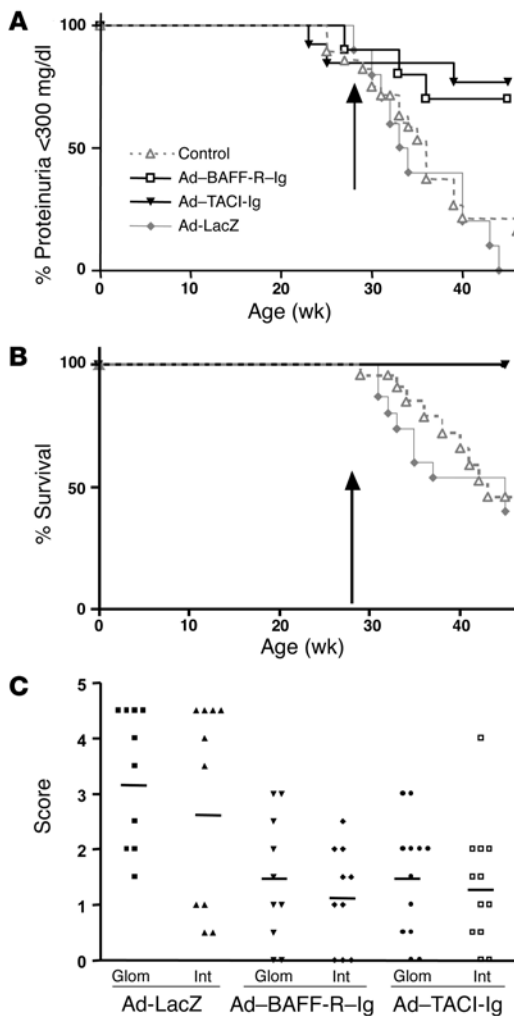 A
% Proteinuria <300 mg/dl
100
50
0
Control
Ad–BAFF-R–Ig
Ad–TACI-Ig
Ad-LacZ
0 10 20 30 40
Age (wk)
B
% Survival
100
50
0
0 10 20 30 40
Age (wk)
C
Score
5
4
3
2
1
0
Glom Int Glom Int Glom Int
Ad-LacZ Ad–BAFF-R–Ig Ad–TACI-Ig